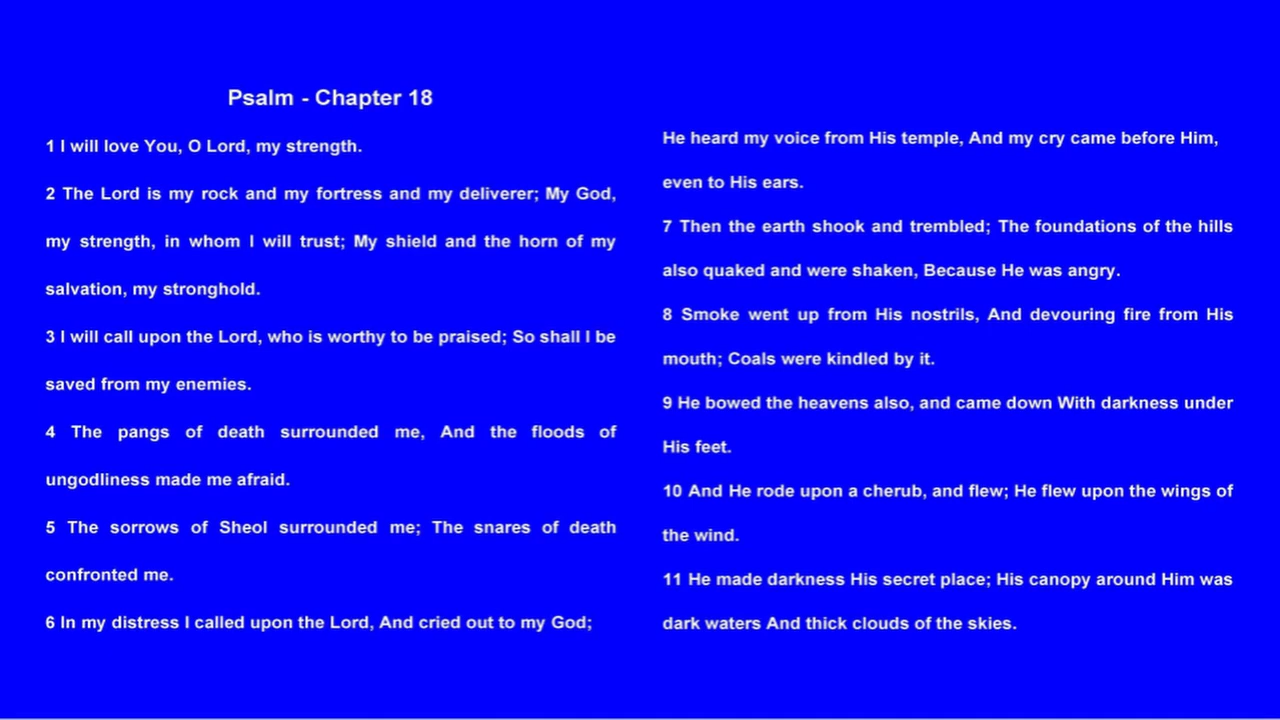 Psalm - Chapter 18
1 I will love You, O Lord, my strength.
2 The Lord is my rock and my fortress and my deliverer; My God,
my strength, in whom I will trust; My shield and the horn of my
salvation, my stronghold.
3 I will call upon the Lord, who is worthy to be praised; So shall I be
saved from my enemies.
4 The pangs of death surrounded me, And the floods of
ungodliness made me afraid.
5 The sorrows of Sheol surrounded me; The snares of death
confronted me.
6 In my distress I called upon the Lord, And cried out to my God;
He heard my voice from His temple, And my cry came before Him,
even to His ears.
7 Then the earth shook and trembled; The foundations of the hills
also quaked and were shaken, Because He was angry.
8 Smoke went up from His nostrils, And devouring fire from His
mouth; Coals were kindled by it.
9 He bowed the heavens also, and came down With darkness under
His feet.
10 And He rode upon a cherub, and flew; He flew upon the wings of
the wind.
11 He made darkness His secret place; His canopy around Him was
dark waters And thick clouds of the skies.